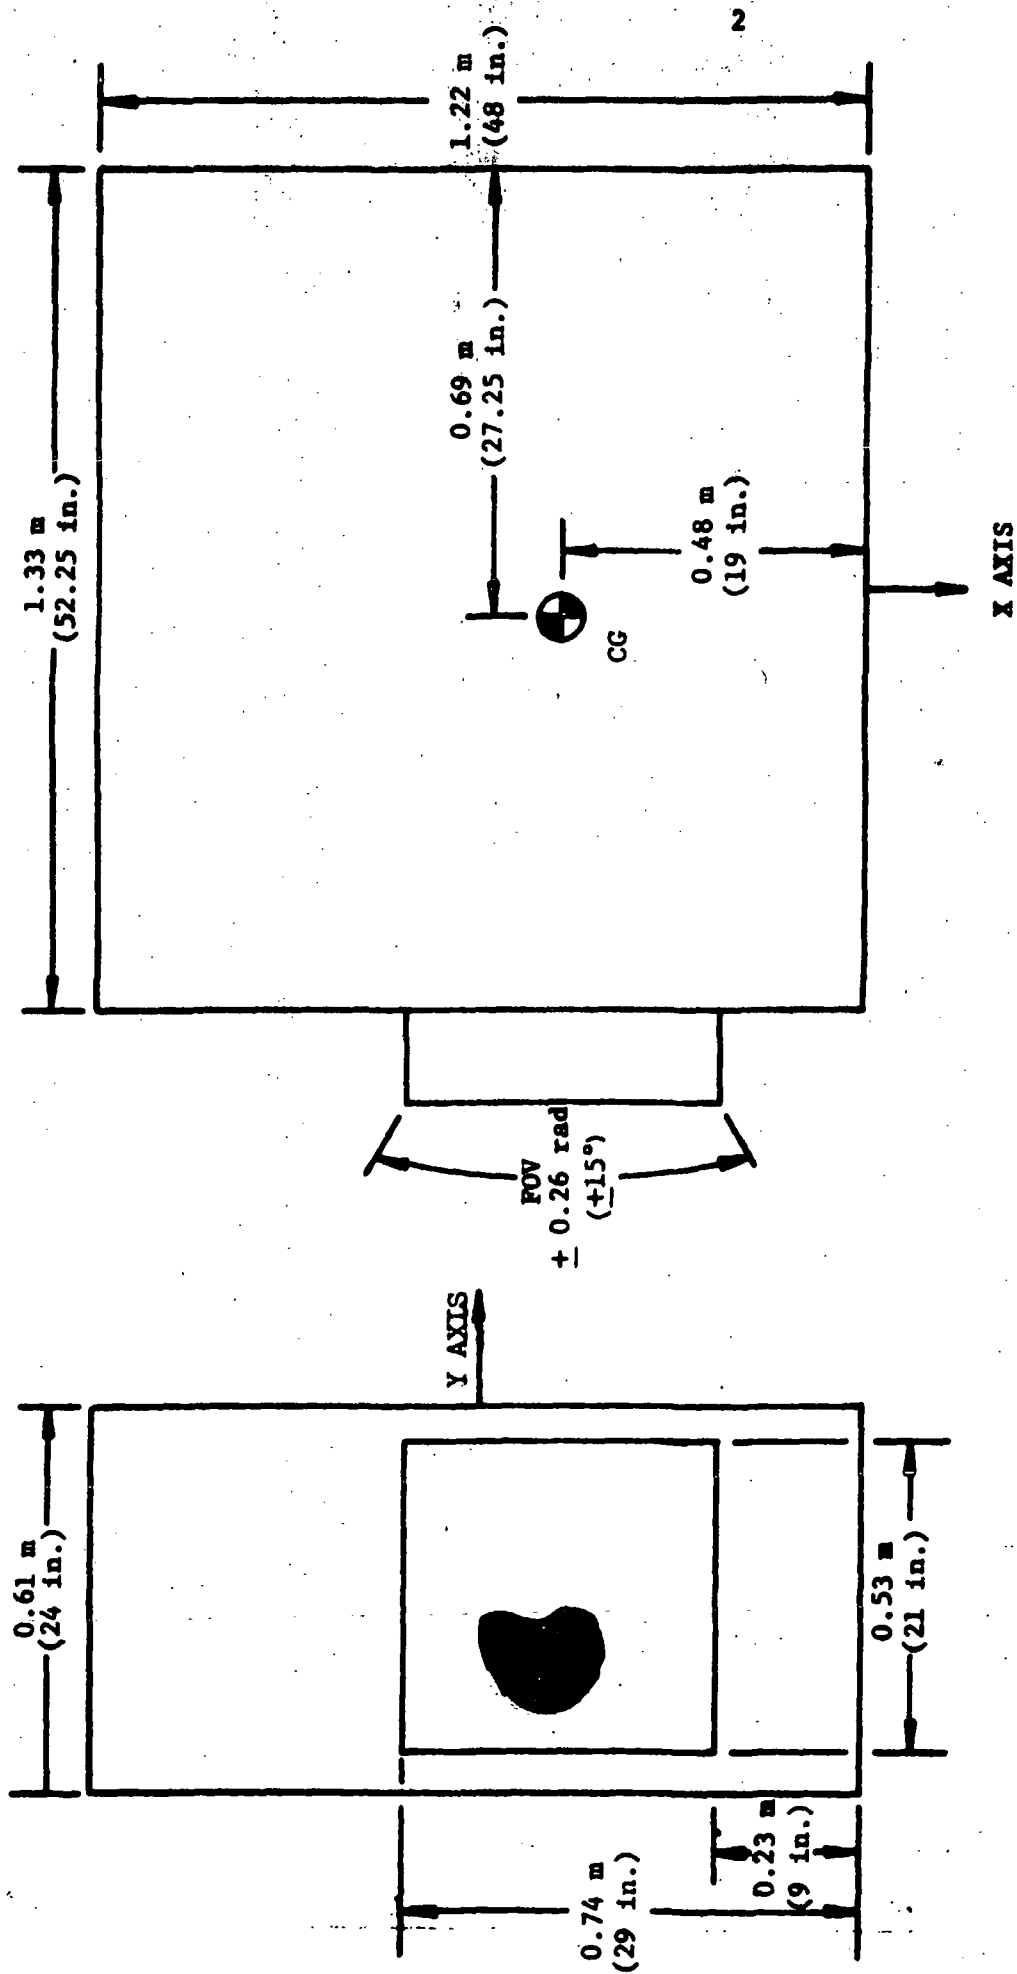 2
0.61 m
(24 in.)
Y AXIS
0.74 m
(29 in.)
0.23 m
(9 in.)
0.53 m
(21 in.)
1.33 m
(52.25 in.)
1.22 m
(48 in.)
0.69 m
(27.25 in.)
CG
0.48 m
(19 in.)
FOV
± 0.26 rad
(±15°)
X AXIS